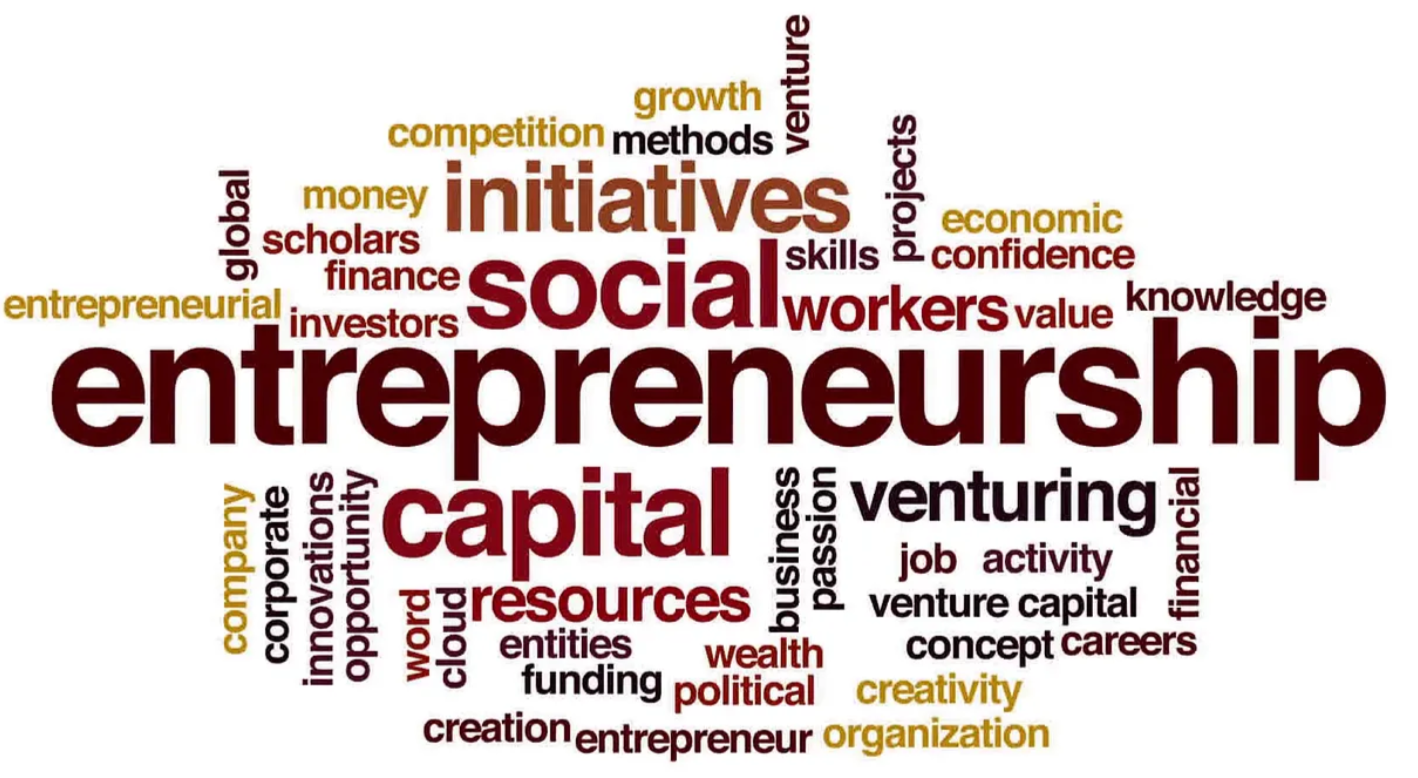 venture
growth
competition methods
projects
global
money initiatives
economic
scholars
skills confidence
finance social
entrepreneurial investors workers value knowledge
entrepreneurship
company
corporate
innovations
opportunity
capital
business
passion
venturing
financial
job activity
word
cloud
resources
venture capital
entities
concept careers
wealth
funding political creativity
creation entrepreneur organization